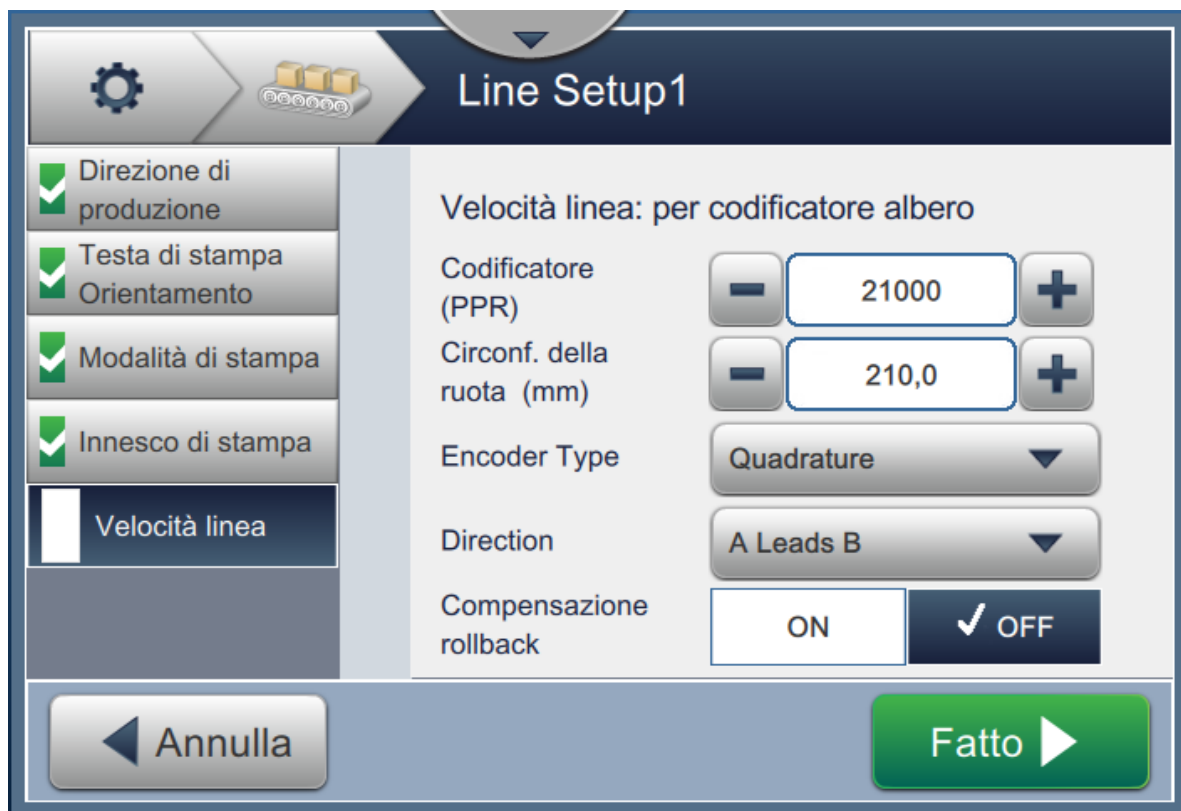 Line Setup1
Direzione di
produzione
Testa di stampa
Orientamento
Modalità di stampa
Innesco di stampa
Velocità linea
Velocità linea: per codificatore albero
Codificatore
(PPR)
21000
Circonf. della
ruota (mm)
210,0
Encoder Type
Quadrature
Direction
A Leads B
Compensazione
rollback
ON
OFF
Annulla
Fatto